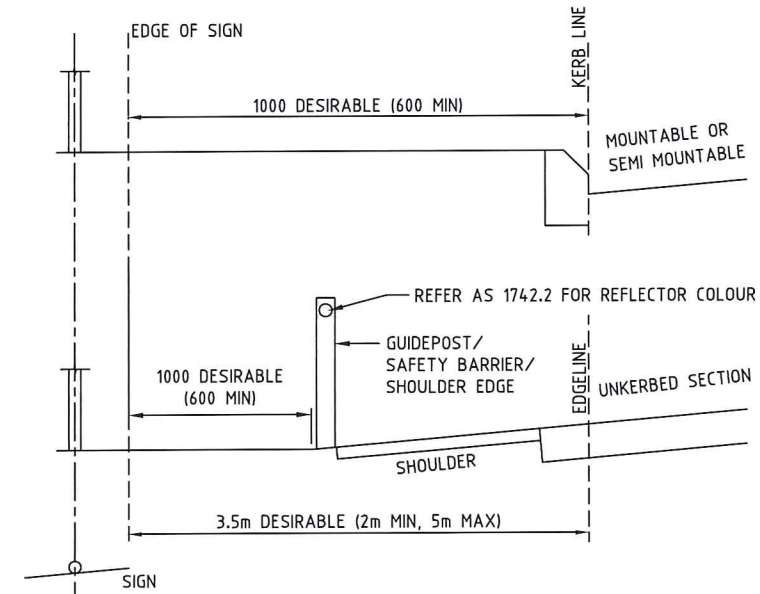 EDGE OF SIGN
KERB LINE
1000 DESIRABLE (600 MIN)
MOUNTABLE OR
SEMI MOUNTABLE
REFER AS 1742.2 FOR REFLECTOR COLOUR
GUIDEPOST/
SAFETY BARRIER/
SHOULDER EDGE
1000 DESIRABLE
(600 MIN)
EDGELINE
UNKERBED SECTION
SHOULDER
3.5m DESIRABLE (2m MIN, 5m MAX)
SIGN